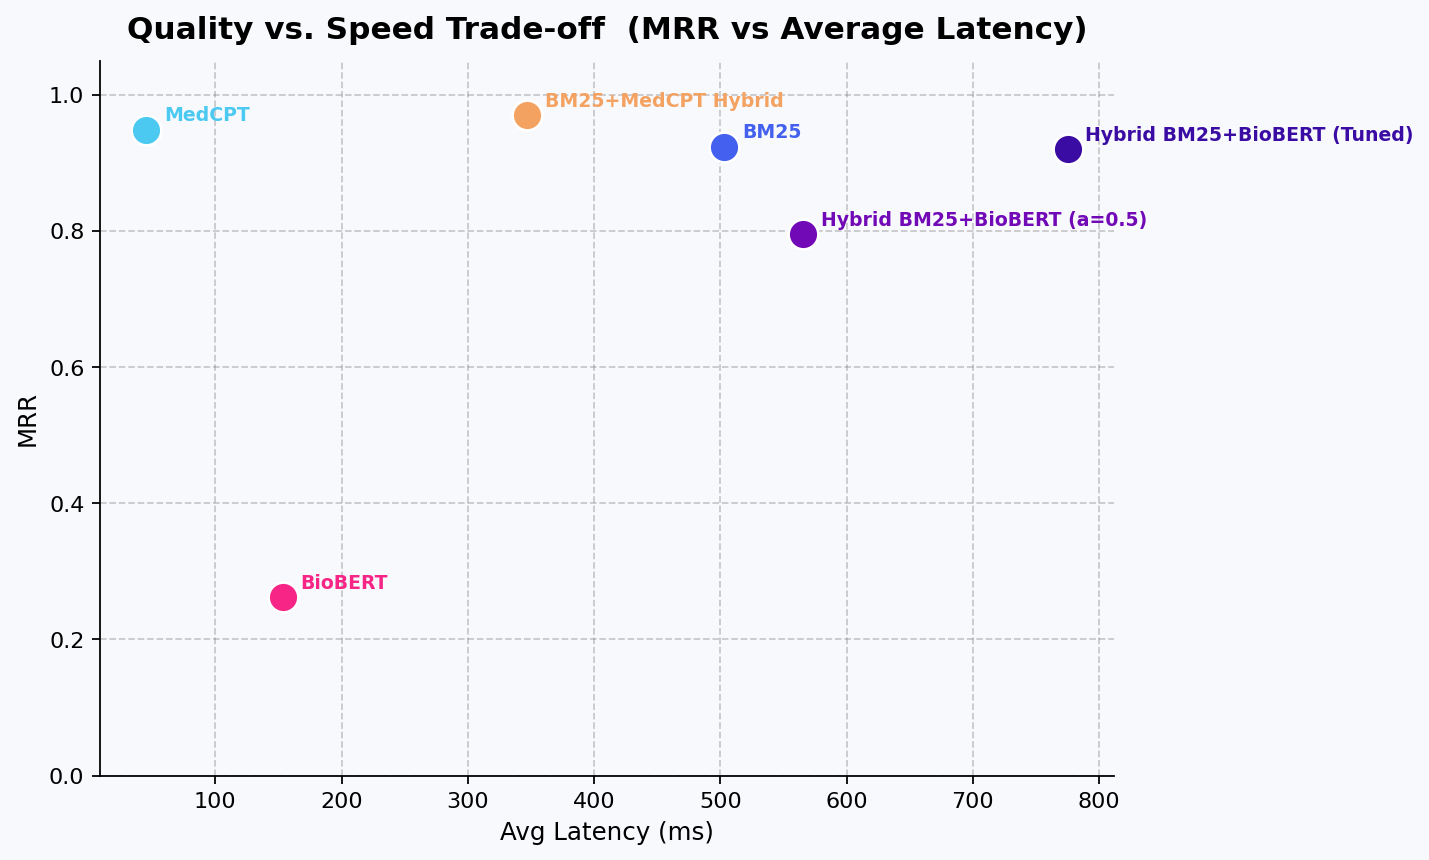 Quality vs. Speed Trade-off  (MRR vs Average Latency)
1.0
0.8
0.6
0.4
0.2
0.0
MRR
MedCPT
BM25+MedCPT Hybrid
BM25
Hybrid BM25+BioBERT (Tuned)
Hybrid BM25+BioBERT (a=0.5)
BioBERT
100 200 300 400 500 600 700 800
Avg Latency (ms)